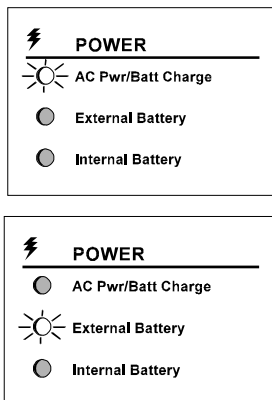 POWER
AC Pwr/Batt Charge
External Battery
Internal Battery
POWER
AC Pwr/Batt Charge
External Battery
Internal Battery